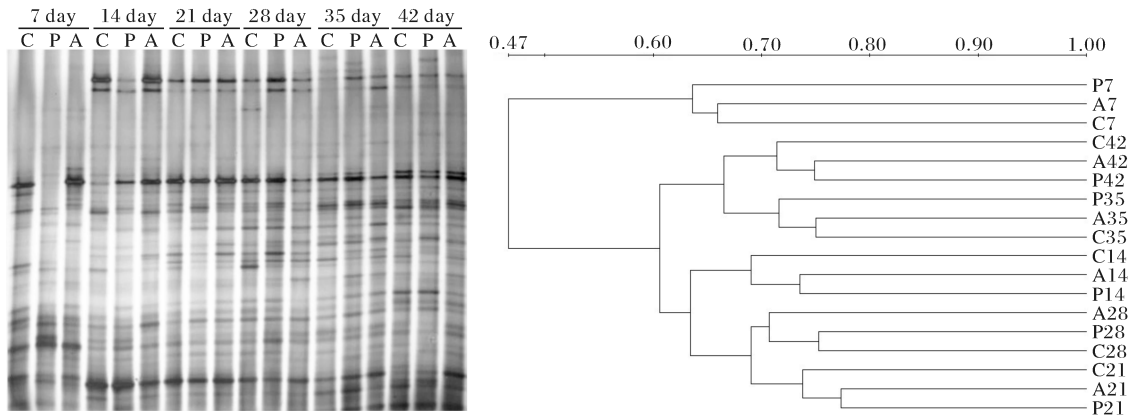 7 day 14 day 21 day 28 day 35 day 42 day
C P A C P A C P A C P A C P A C P A
0.47 0.60 0.70 0.80 0.90 1.00
P7
A7
C7
C42
A42
P42
P35
A35
C35
C14
A14
P14
A28
P28
C28
C21
A21
P21